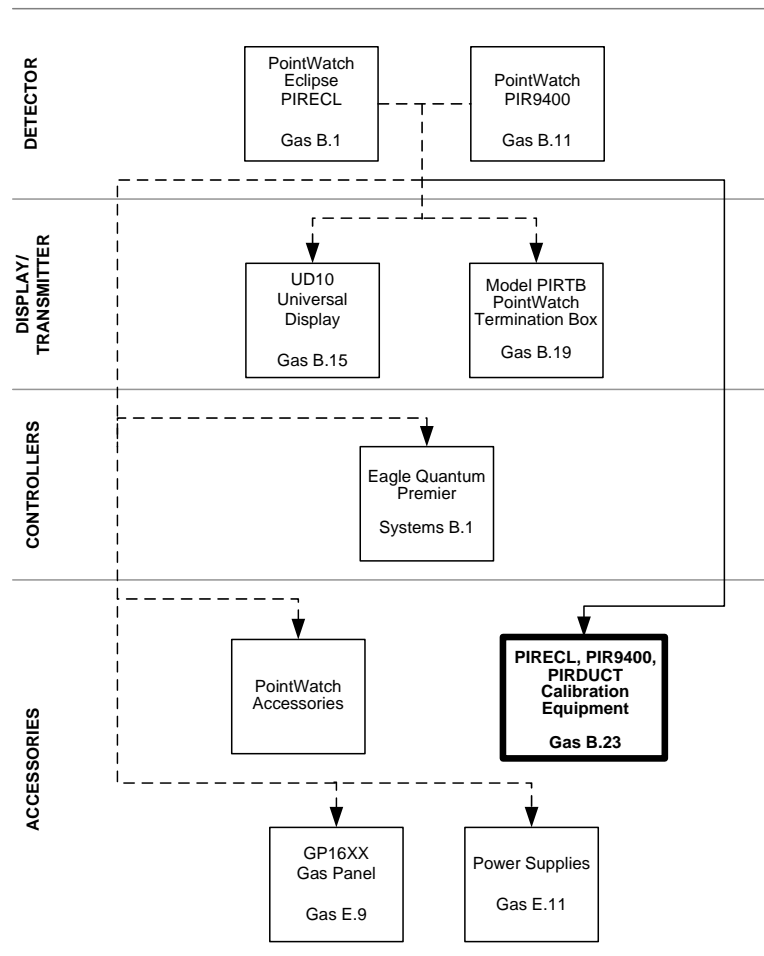 DETECTOR
PointWatch
Eclipse
PIRECL
Gas B.1
PointWatch
PIR9400
Gas B.11
DISPLAY/
TRANSMITTER
UD10
Universal
Display
Gas B.15
Model PIRTB
PointWatch
Termination Box
Gas B.19
CONTROLLERS
Eagle Quantum
Premier
Systems B.1
ACCESSORIES
PointWatch
Accessories
PIRECL, PIR9400,
PIRDUCT
Calibration
Equipment
Gas B.23
GP16XX
Gas Panel
Gas E.9
Power Supplies
Gas E.11